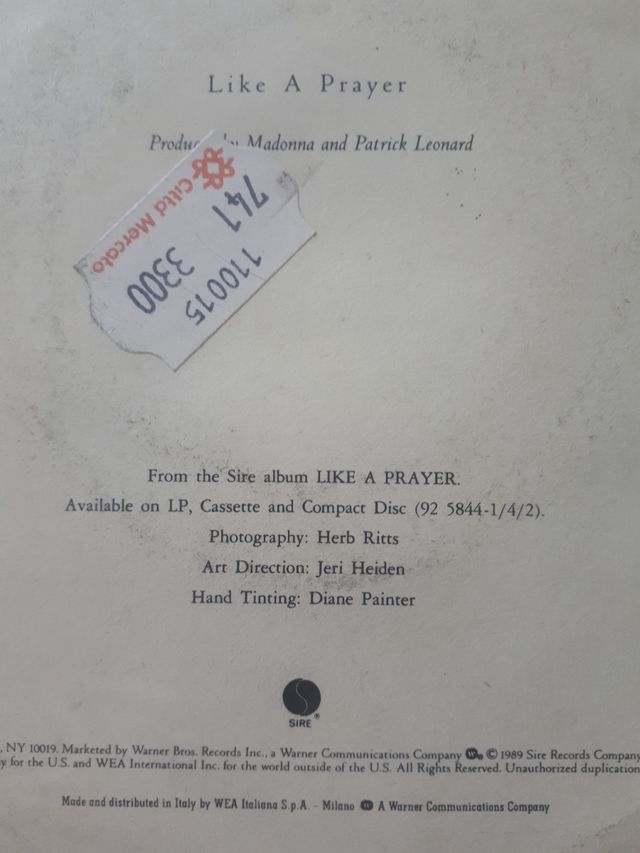 Like A Prayer
Madonna and Patrick Leonard
Città Mercato
741
3300
110015
From the Sire album LIKE A PRAYER.
Available on LP, Cassette and Compact Disc (92 5844-1/4/2).
Photography: Herb Ritts
Art Direction: Jeri Heiden
Hand Tinting: Diane Painter
SIRE®
, NY 10019. Marketed by Warner Bros. Records Inc., a Warner Communications Company © 1989 Sire Records Company
y for the U.S. and WEA International Inc. for the world outside of the U.S. All Rights Reserved. Unauthorized duplication
Made and distributed in Italy by WEA Italiana S.p.A. - Milano A Warner Communications Company